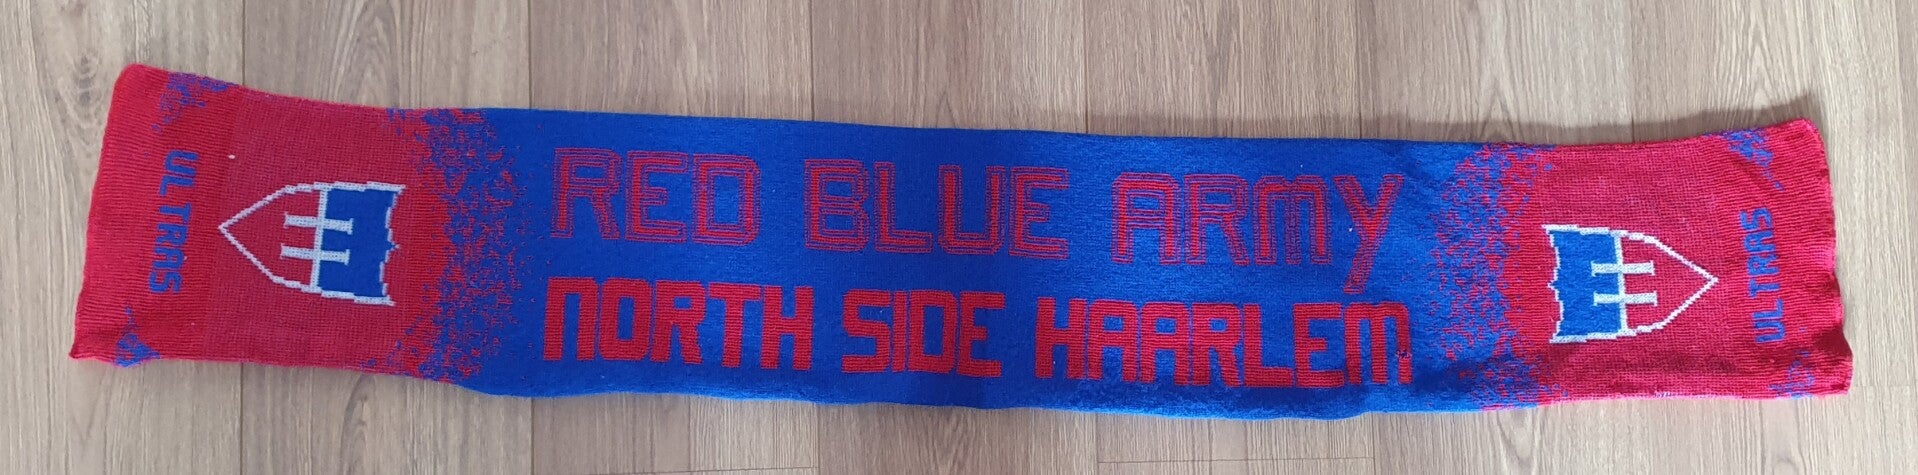 ULTRAS
RED BLUE ARMY
NORTH SIDE HAARLEM
ULTRAS